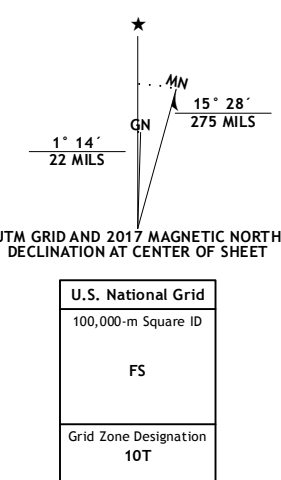 MN
GN
15° 28´
275 MILS
1° 14´
22 MILS
UTM GRID AND 2017 MAGNETIC NORTH
DECLINATION AT CENTER OF SHEET
U.S. National Grid
100,000-m Square ID
FS
Grid Zone Designation
10T